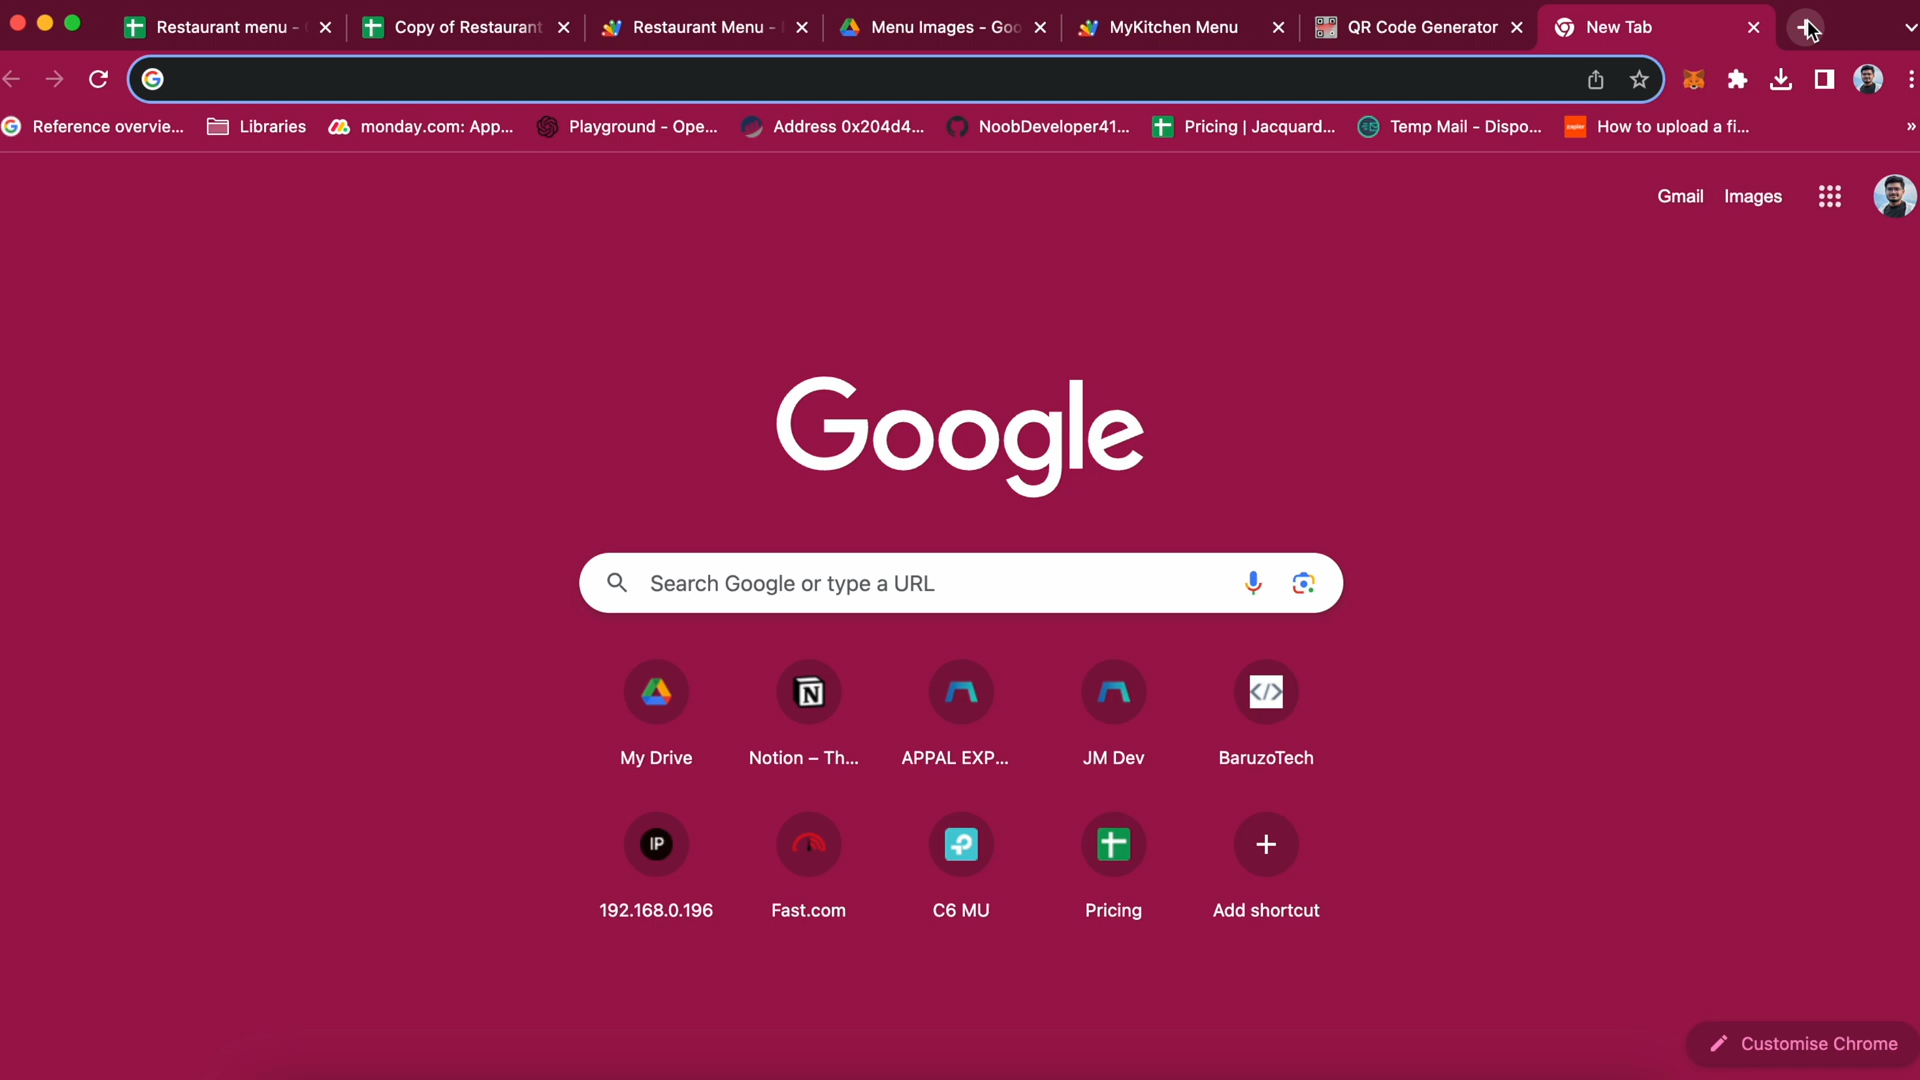 Restaurant menu -
Copy of Restaurant
Restaurant Menu -
Menu Images - Goo
MyKitchen Menu
QR Code Generator
New Tab
Reference overvie...
Libraries
monday.com: App...
Playground - Ope...
Address 0x204d4...
NoobDeveloper41...
Pricing | Jacquard...
Temp Mail - Dispo...
zapier
How to upload a fi...
»
Gmail
Images
Google
Search Google or type a URL
My Drive
Notion – Th...
APPAL EXP...
JM Dev
BaruzoTech
IP
192.168.0.196
Fast.com
C6 MU
Pricing
Add shortcut
Customise Chrome